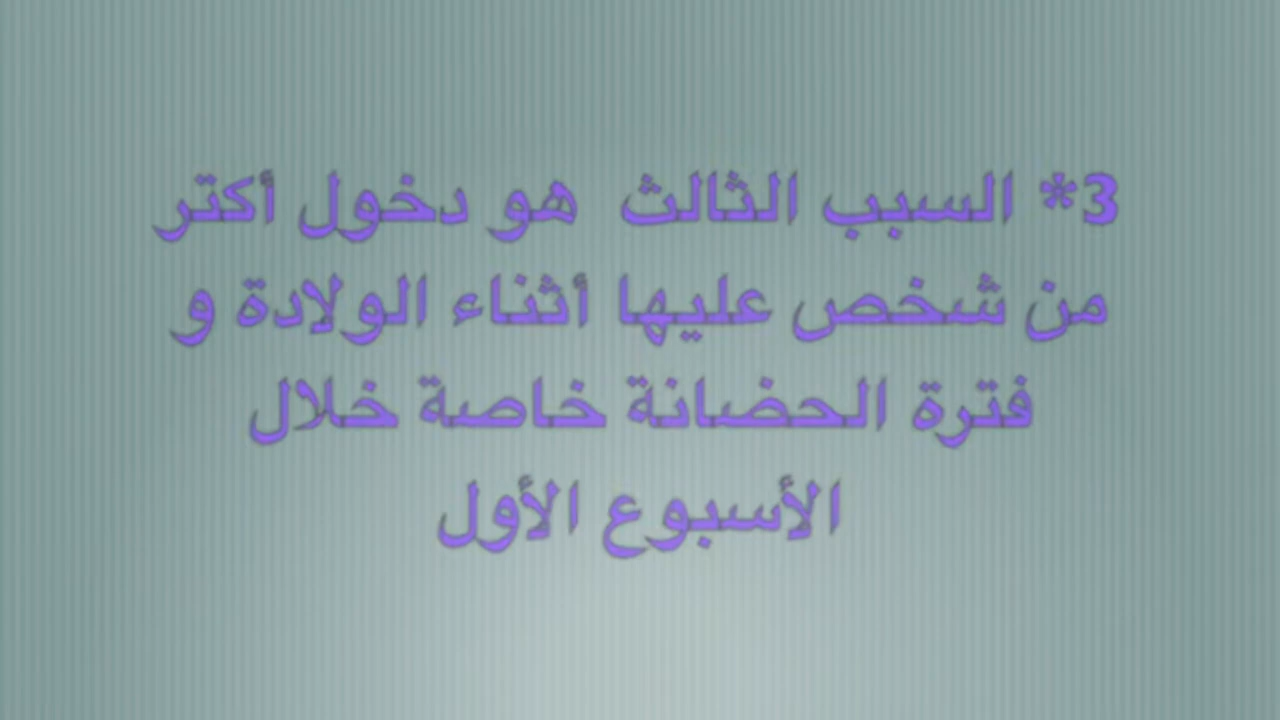 3* السبب الثالث هو دخول أكتر
من شخص عليها أثناء الولادة و
فترة الحضانة خاصة خلال
الأسبوع الأول